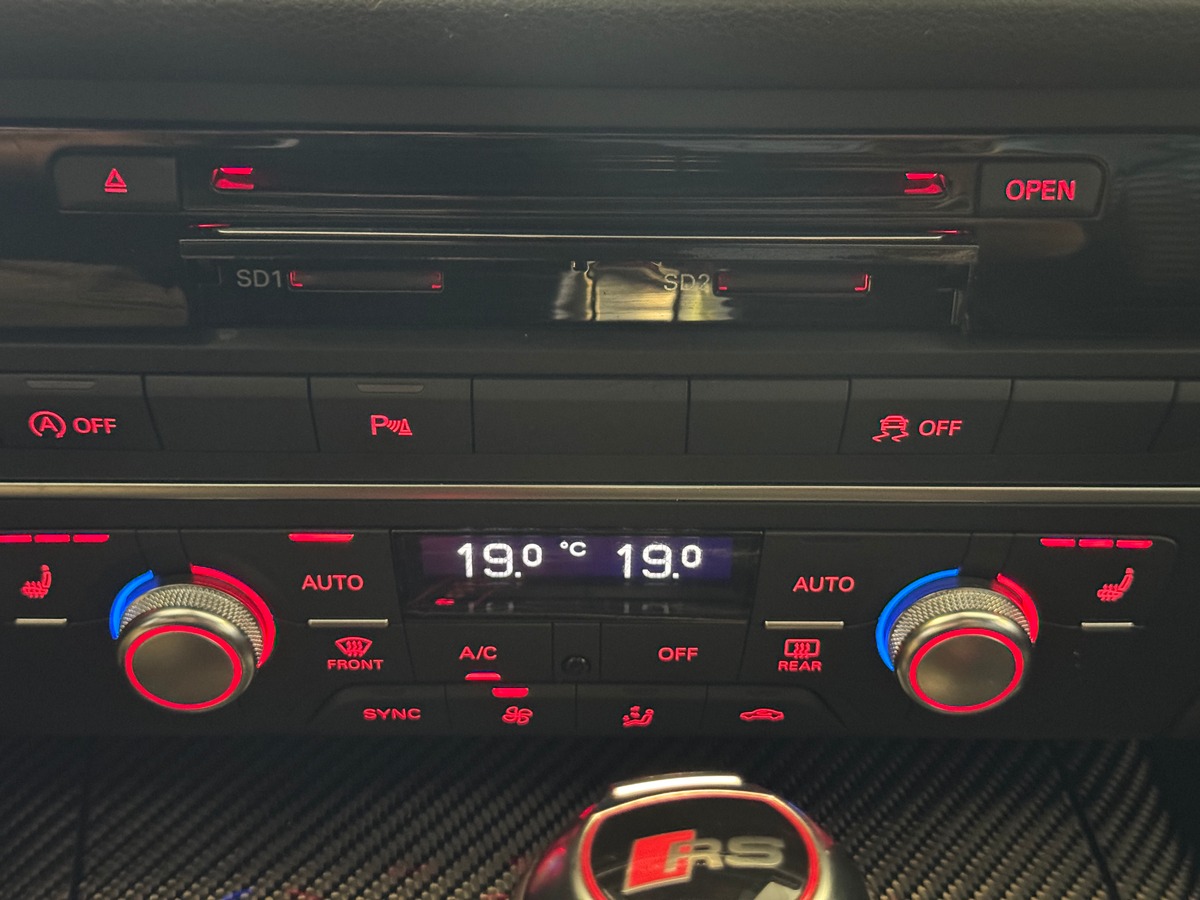 OPEN
SD1 SD2
A OFF P OFF
19.0 °C 19.0
AUTO AUTO
FRONT A/C OFF REAR
SYNC
RS